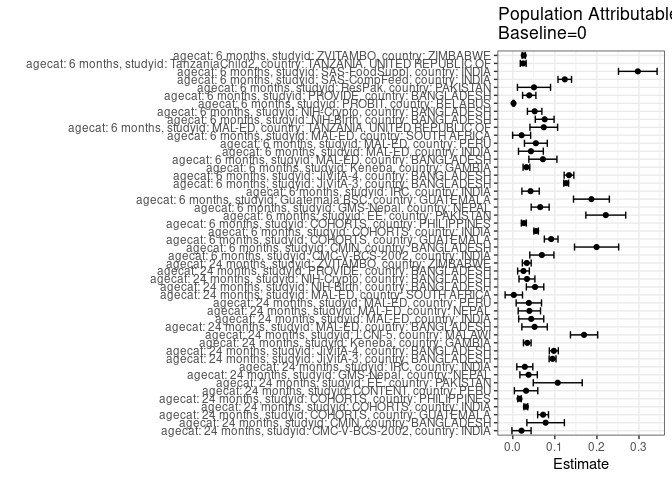 Population Attributable
Baseline=0
agecat: 6 months, studyid: ZVITAMBO, country: ZIMBABWE
agecat: 6 months, studyid: TanzaniaChild2, country: TANZANIA, UNITED REPUBLIC OF
agecat: 6 months, studyid: SAS-FoodSuppl, country: INDIA
agecat: 6 months, studyid: SAS-CompFeed, country: INDIA
agecat: 6 months, studyid: ResPak, country: PAKISTAN
agecat: 6 months, studyid: PROVIDE, country: BANGLADESH
agecat: 6 months, studyid: PROBIT, country: BELARUS
agecat: 6 months, studyid: NIH-Crypto, country: BANGLADESH
agecat: 6 months, studyid: NIH-Birth, country: BANGLADESH
agecat: 6 months, studyid: MAL-ED, country: TANZANIA, UNITED REPUBLIC OF
agecat: 6 months, studyid: MAL-ED, country: SOUTH AFRICA
agecat: 6 months, studyid: MAL-ED, country: PERU
agecat: 6 months, studyid: MAL-ED, country: INDIA
agecat: 6 months, studyid: MAL-ED, country: BANGLADESH
agecat: 6 months, studyid: Keneba, country: GAMBIA
agecat: 6 months, studyid: JiVitA-4, country: BANGLADESH
agecat: 6 months, studyid: JiVitA-3, country: BANGLADESH
agecat: 6 months, studyid: IRC, country: INDIA
agecat: 6 months, studyid: Guatemala BSC, country: GUATEMALA
agecat: 6 months, studyid: GMS-Nepal, country: NEPAL
agecat: 6 months, studyid: EE, country: PAKISTAN
agecat: 6 months, studyid: COHORTS, country: PHILIPPINES
agecat: 6 months, studyid: COHORTS, country: INDIA
agecat: 6 months, studyid: COHORTS, country: GUATEMALA
agecat: 6 months, studyid: CMIN, country: BANGLADESH
agecat: 6 months, studyid: CMC-V-BCS-2002, country: INDIA
agecat: 24 months, studyid: ZVITAMBO, country: ZIMBABWE
agecat: 24 months, studyid: PROVIDE, country: BANGLADESH
agecat: 24 months, studyid: NIH-Crypto, country: BANGLADESH
agecat: 24 months, studyid: NIH-Birth, country: BANGLADESH
agecat: 24 months, studyid: MAL-ED, country: SOUTH AFRICA
agecat: 24 months, studyid: MAL-ED, country: PERU
agecat: 24 months, studyid: MAL-ED, country: NEPAL
agecat: 24 months, studyid: MAL-ED, country: INDIA
agecat: 24 months, studyid: MAL-ED, country: BANGLADESH
agecat: 24 months, studyid: LCNI-5, country: MALAWI
agecat: 24 months, studyid: Keneba, country: GAMBIA
agecat: 24 months, studyid: JiVitA-4, country: BANGLADESH
agecat: 24 months, studyid: JiVitA-3, country: BANGLADESH
agecat: 24 months, studyid: IRC, country: INDIA
agecat: 24 months, studyid: GMS-Nepal, country: NEPAL
agecat: 24 months, studyid: EE, country: PAKISTAN
agecat: 24 months, studyid: CONTENT, country: PERU
agecat: 24 months, studyid: COHORTS, country: PHILIPPINES
agecat: 24 months, studyid: COHORTS, country: INDIA
agecat: 24 months, studyid: COHORTS, country: GUATEMALA
agecat: 24 months, studyid: CMIN, country: BANGLADESH
agecat: 24 months, studyid: CMC-V-BCS-2002, country: INDIA
0.0 0.1 0.2 0.3
Estimate